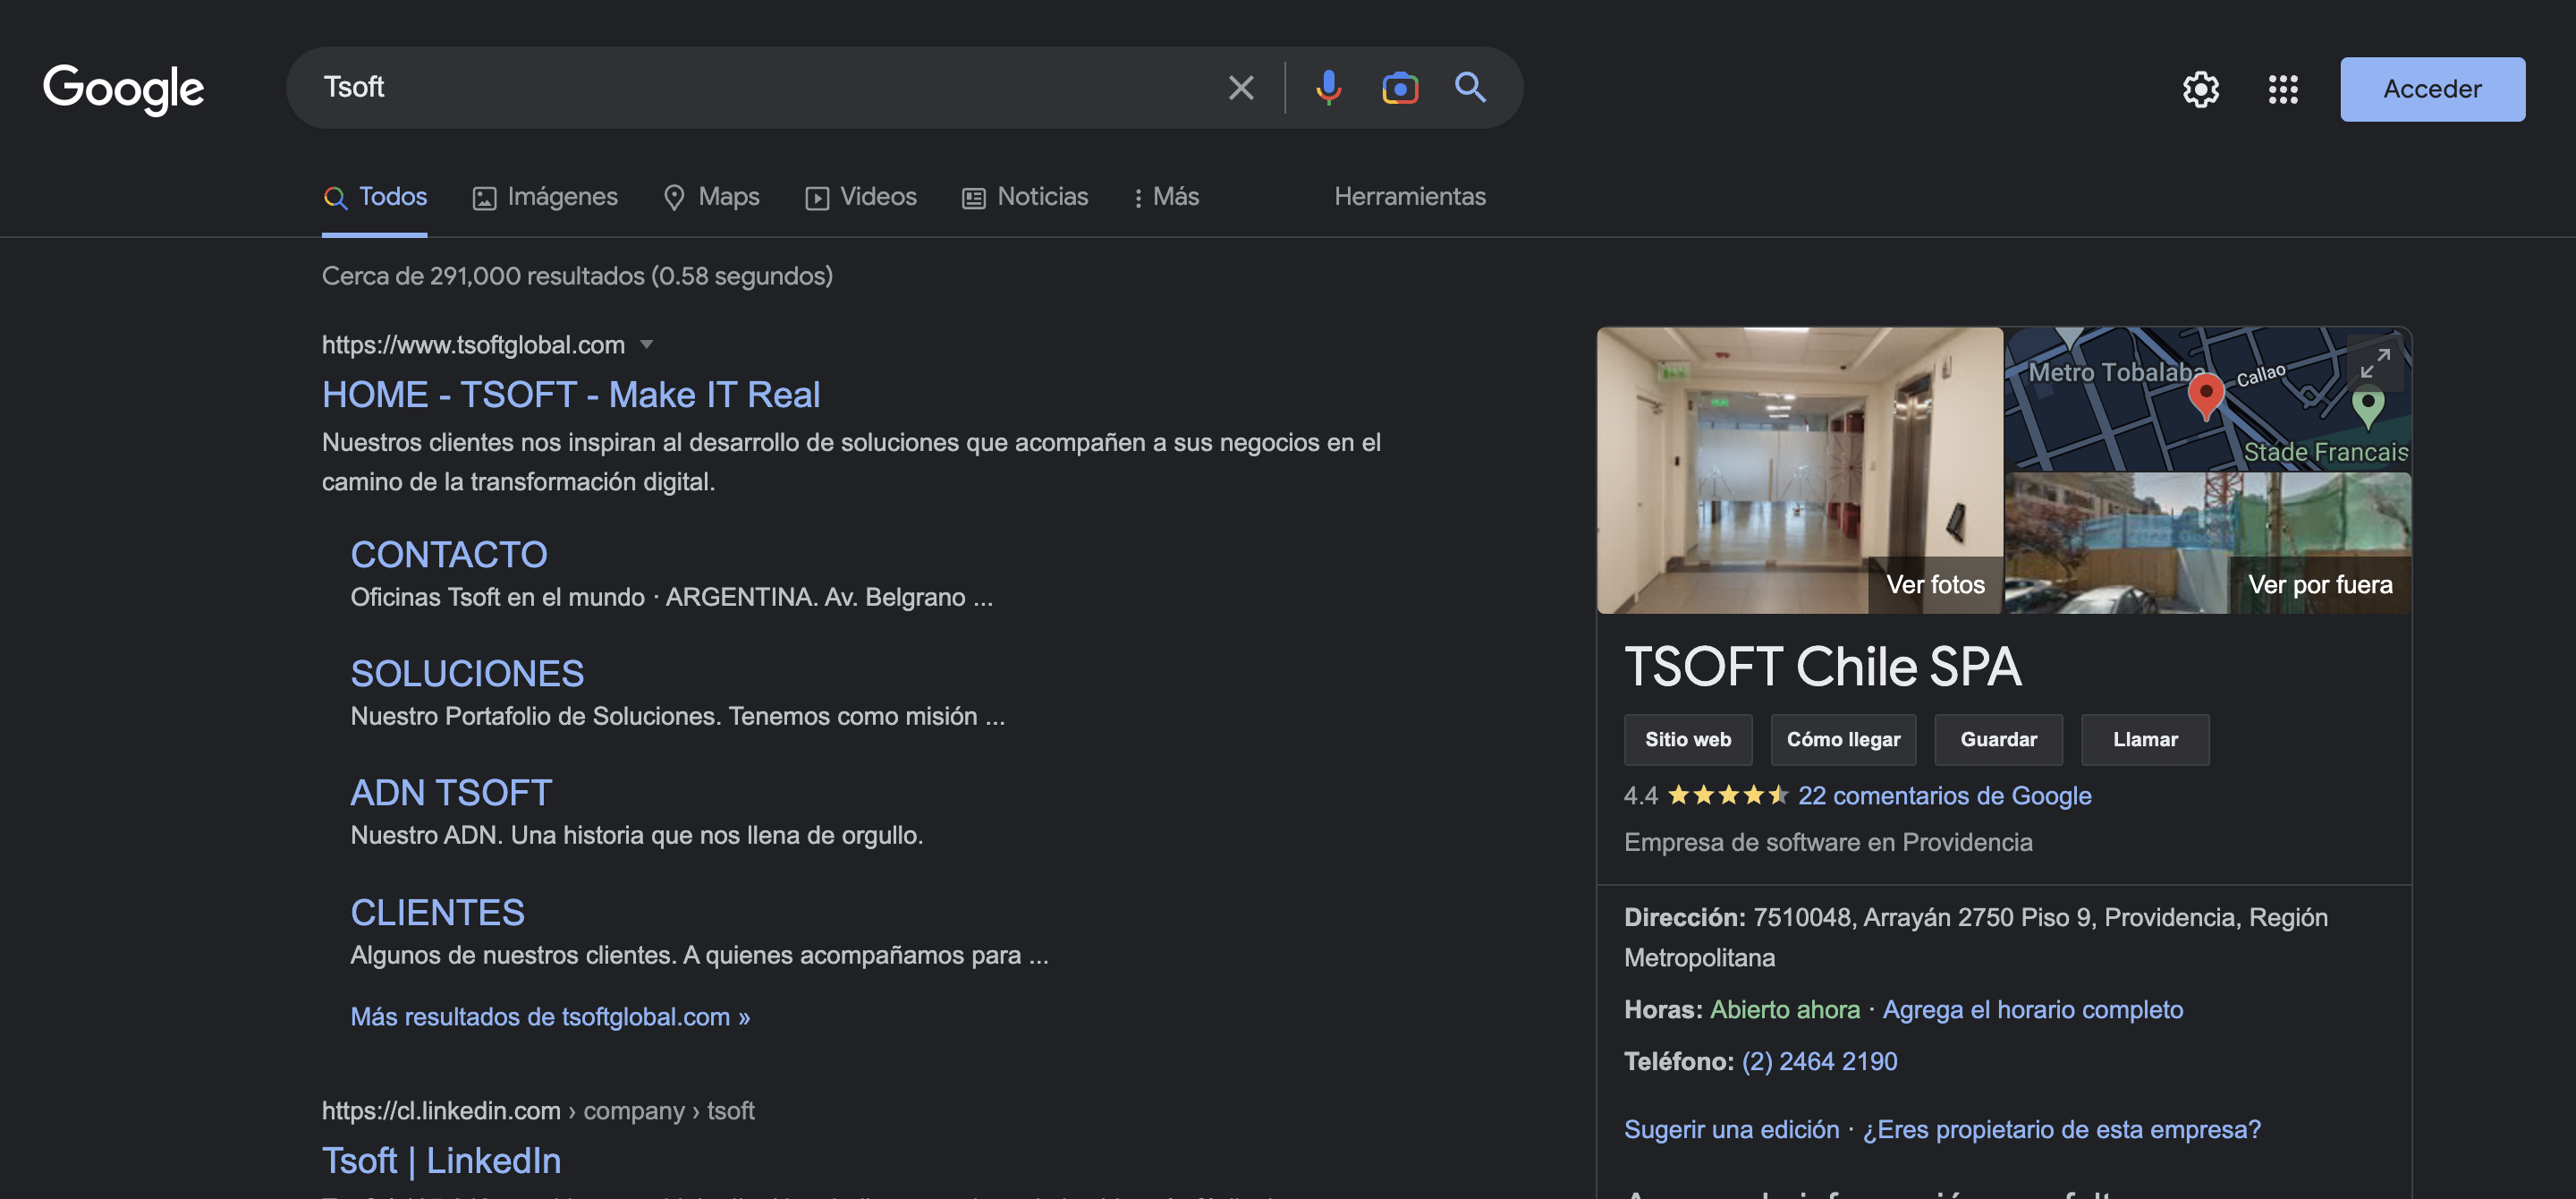 Google
Tsoft
Acceder
Todos
Imágenes
Maps
Videos
Noticias
Más
Herramientas
Cerca de 291,000 resultados (0.58 segundos)
https://www.tsoftglobal.com
HOME - TSOFT - Make IT Real
Nuestros clientes nos inspiran al desarrollo de soluciones que acompañen a sus negocios en el
camino de la transformación digital.
CONTACTO
Oficinas Tsoft en el mundo · ARGENTINA. Av. Belgrano ...
SOLUCIONES
Nuestro Portafolio de Soluciones. Tenemos como misión ...
ADN TSOFT
Nuestro ADN. Una historia que nos llena de orgullo.
CLIENTES
Algunos de nuestros clientes. A quienes acompañamos para ...
Más resultados de tsoftglobal.com »
https://cl.linkedin.com › company › tsoft
Tsoft | LinkedIn
Metro Tobalaba
Callao
Stade Francais
Ver fotos
Ver por fuera
TSOFT Chile SPA
Sitio web
Cómo llegar
Guardar
Llamar
4.4 22 comentarios de Google
Empresa de software en Providencia
Dirección: 7510048, Arrayán 2750 Piso 9, Providencia, Región
Metropolitana
Horas: Abierto ahora · Agrega el horario completo
Teléfono: (2) 2464 2190
Sugerir una edición · ¿Eres propietario de esta empresa?